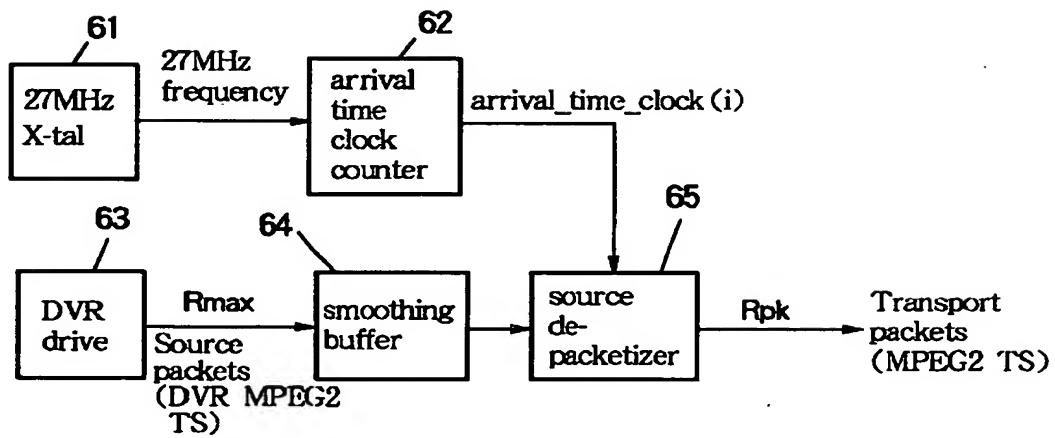 61
27MHz
X-tal
27MHz
frequency
62
arrival
time
clock
counter
arrival_time_clock(i)
63
DVR
drive
Rmax
Source
packets
(DVR MPEG2
TS)
64
smoothing
buffer
65
source
de-
packetizer
Rpk
Transport
packets
(MPEG2 TS)